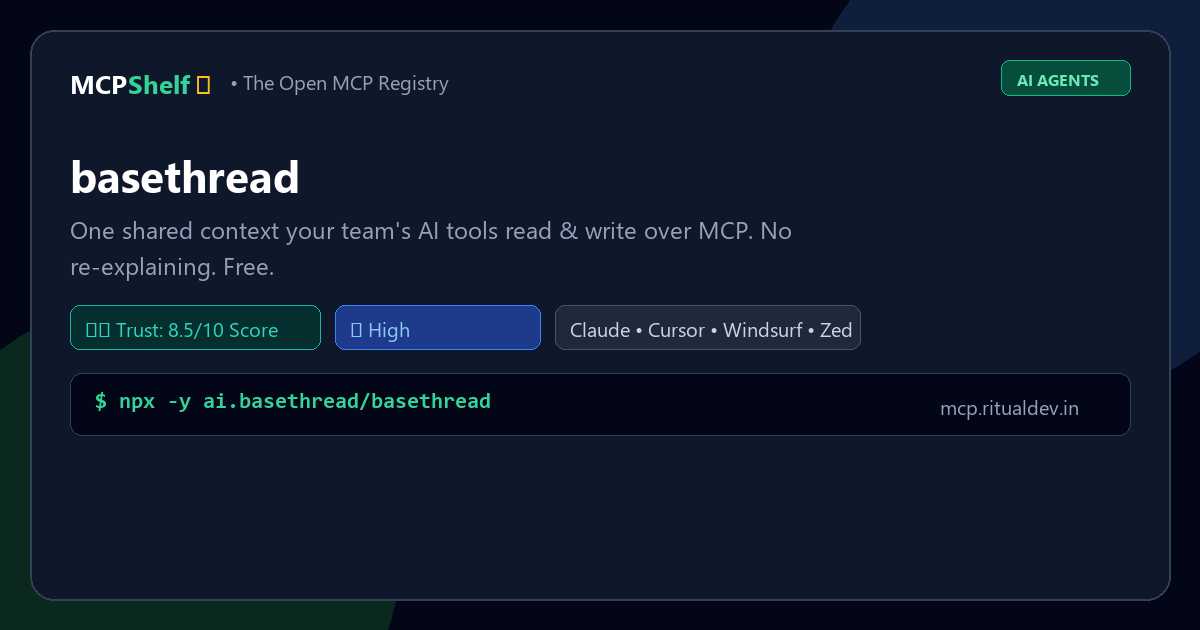 MCPShelf • The Open MCP Registry
AI AGENTS
basethread
One shared context your team's AI tools read & write over MCP. No
re-explaining. Free.
Trust: 8.5/10 Score
High
Claude • Cursor • Windsurf • Zed
$ npx -y ai.basethread/basethread
mcp.ritualdev.in